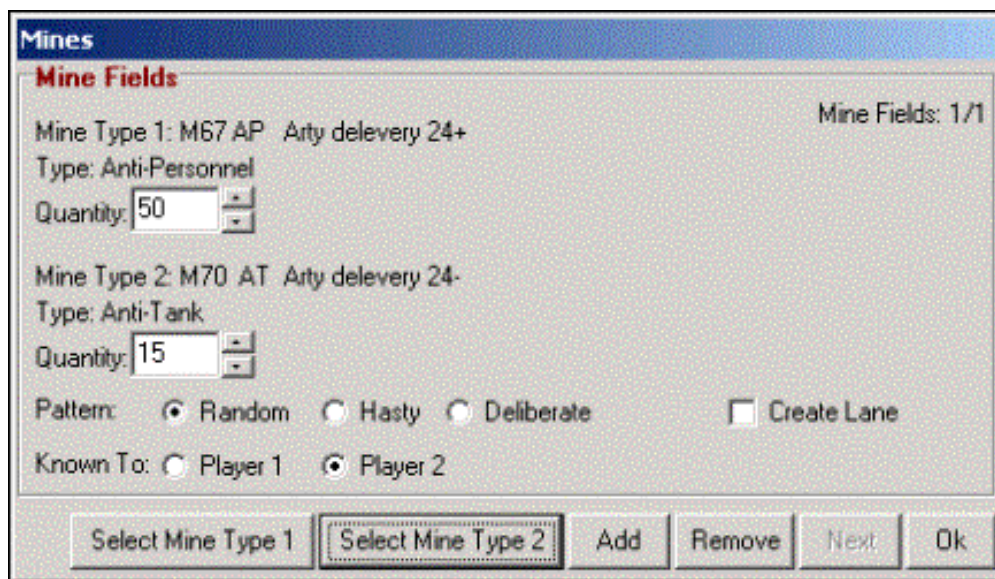 Mines
Mine Fields
Mine Fields: 1/1
Mine Type 1: M67 AP Arty delevery 24+
Type: Anti-Personnel
Quantity: 50
Mine Type 2: M70 AT Arty delevery 24-
Type: Anti-Tank
Quantity: 15
Pattern: Random Hasty Deliberate Create Lane
Known To: Player 1 Player 2
Select Mine Type 1 Select Mine Type 2 Add Remove Next Ok